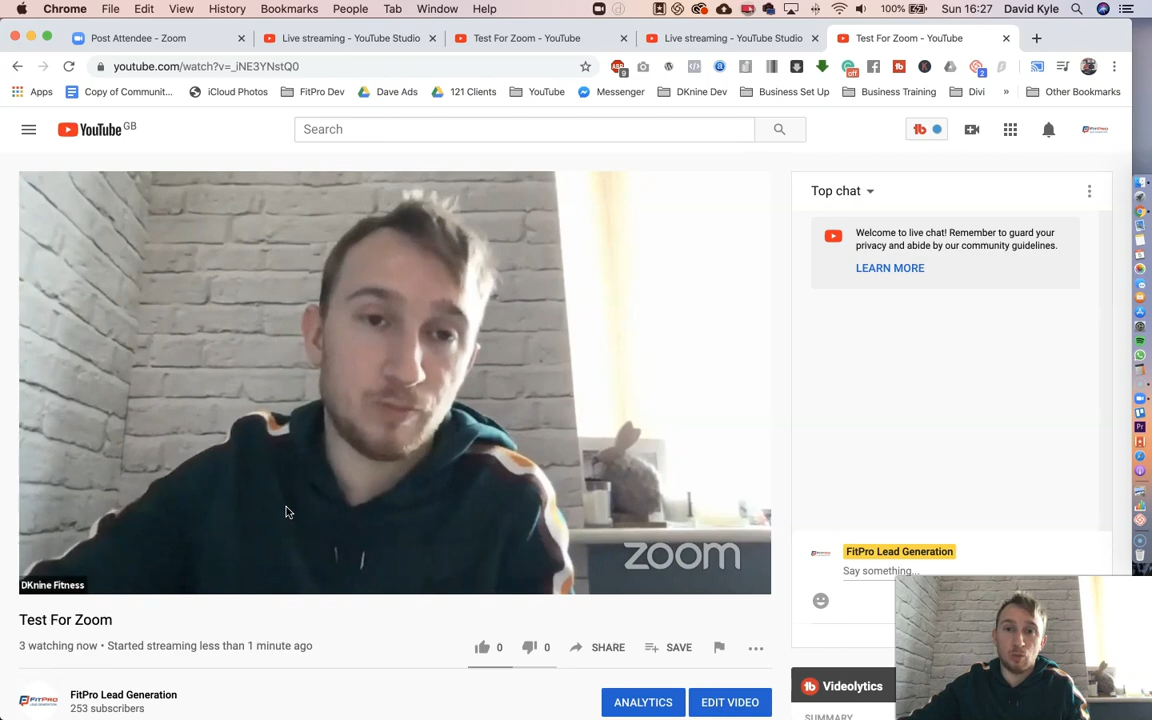 Chrome File Edit View History Bookmarks People Tab Window Help 100% Sun 16:27 David Kyle
Post Attendee - Zoom
Live streaming - YouTube Studio
Test For Zoom - YouTube
Live streaming - YouTube Studio
Test For Zoom - YouTube
youtube.com/watch?v=_iNE3YNstQ0
Apps Copy of Communit... iCloud Photos FitPro Dev Dave Ads 121 Clients YouTube Messenger DKnine Dev Business Set Up Business Training Divi » Other Bookmarks
YouTube GB
Search
Top chat
Welcome to live chat! Remember to guard your
privacy and abide by our community guidelines.
LEARN MORE
zoom
DKnine Fitness
FitPro Lead Generation
Say something...
Test For Zoom
3 watching now • Started streaming less than 1 minute ago
0 0 SHARE SAVE
FitPro Lead Generation
253 subscribers
ANALYTICS EDIT VIDEO
tb Videolytics
SUMMARY